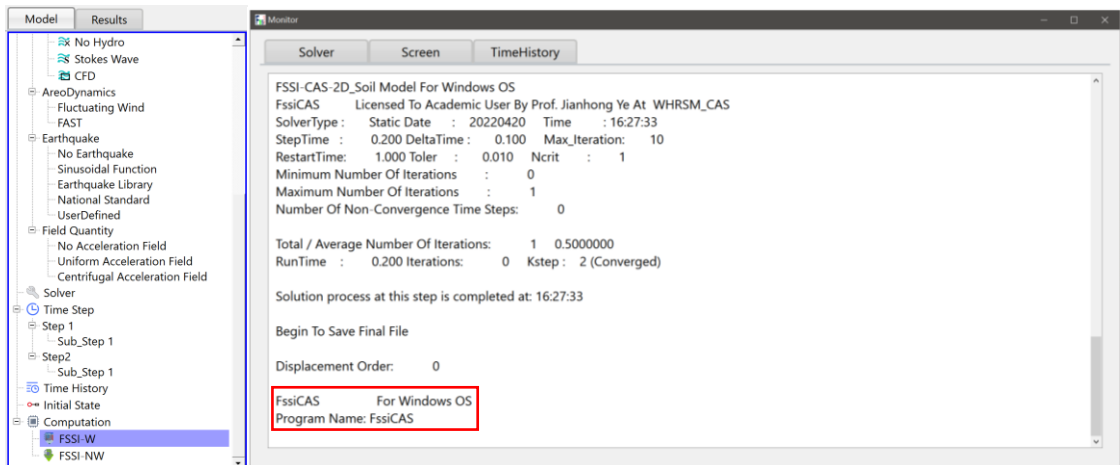 Model
Results
No Hydro
Stokes Wave
CFD
AreoDynamics
Fluctuating Wind
FAST
Earthquake
No Earthquake
Sinusoidal Function
Earthquake Library
National Standard
UserDefined
Field Quantity
No Acceleration Field
Uniform Acceleration Field
Centrifugal Acceleration Field
Solver
Time Step
Step 1
Sub_Step 1
Step2
Sub_Step 1
Time History
Initial State
Computation
FSSI-W
FSSI-NW
Monitor
Solver
Screen
TimeHistory
FSSI-CAS-2D_Soil Model For Windows OS
FssiCAS Licensed To Academic User By Prof. Jianhong Ye At WHRSM_CAS
SolverType : Static Date : 20220420 Time : 16:27:33
StepTime : 0.200 DeltaTime : 0.100 Max_Iteration: 10
RestartTime: 1.000 Toler : 0.010 Ncrit : 1
Minimum Number Of Iterations : 0
Maximum Number Of Iterations : 1
Number Of Non-Convergence Time Steps: 0
Total / Average Number Of Iterations: 1 0.5000000
RunTime : 0.200 Iterations: 0 Kstep : 2 (Converged)
Solution process at this step is completed at: 16:27:33
Begin To Save Final File
Displacement Order: 0
FssiCAS For Windows OS
Program Name: FssiCAS